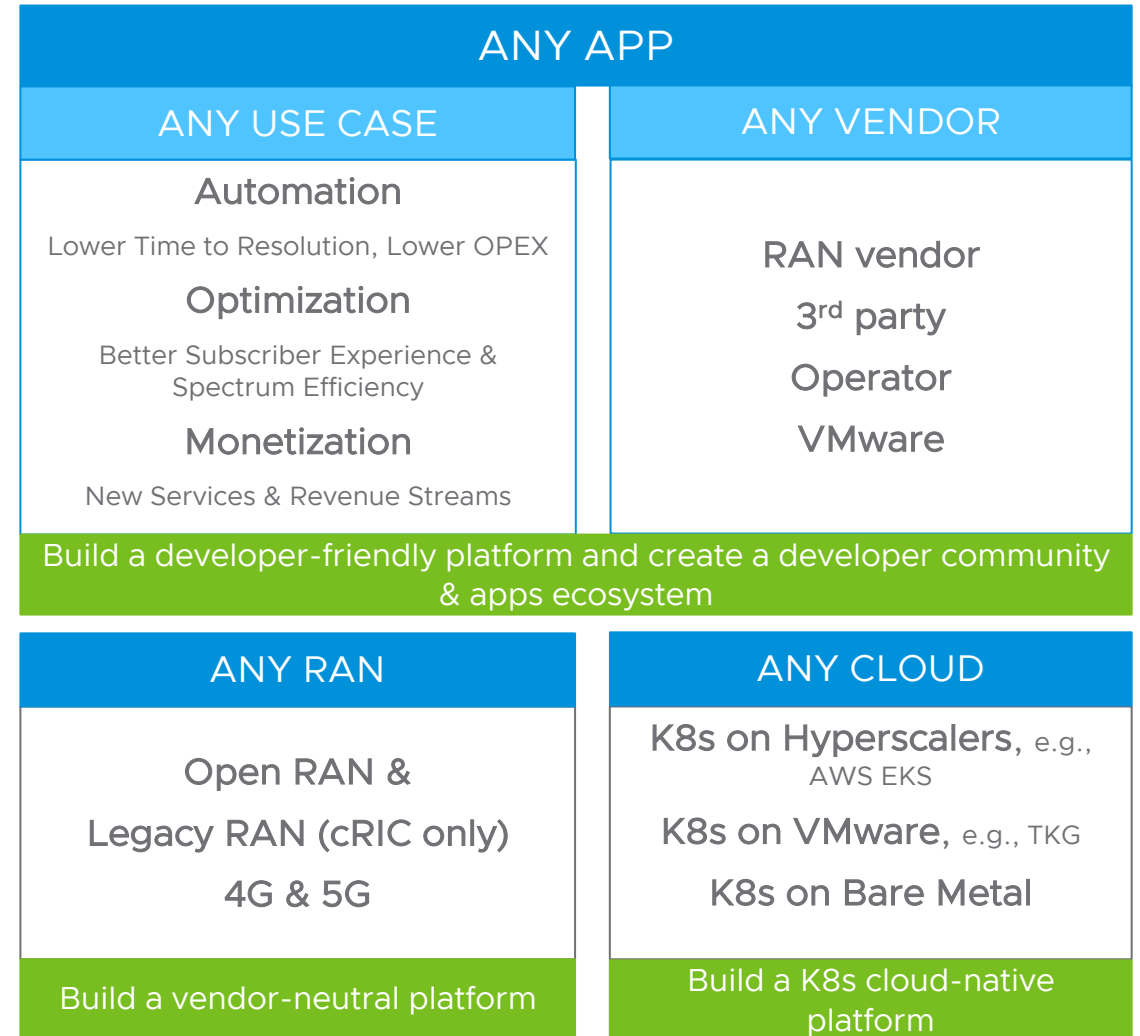 ANY APP
ANY USE CASE
Automation
Lower Time to Resolution, Lower OPEX
Optimization
Better Subscriber Experience &
Spectrum Efficiency
Monetization
New Services & Revenue Streams
ANY VENDOR
RAN vendor
3rd party
Operator
VMware
Build a developer-friendly platform and create a developer community
& apps ecosystem
ANY RAN
Open RAN &
Legacy RAN (cRIC only)
4G & 5G
Build a vendor-neutral platform
ANY CLOUD
K8s on Hyperscalers, e.g.,
AWS EKS
K8s on VMware, e.g., TKG
K8s on Bare Metal
Build a K8s cloud-native
platform